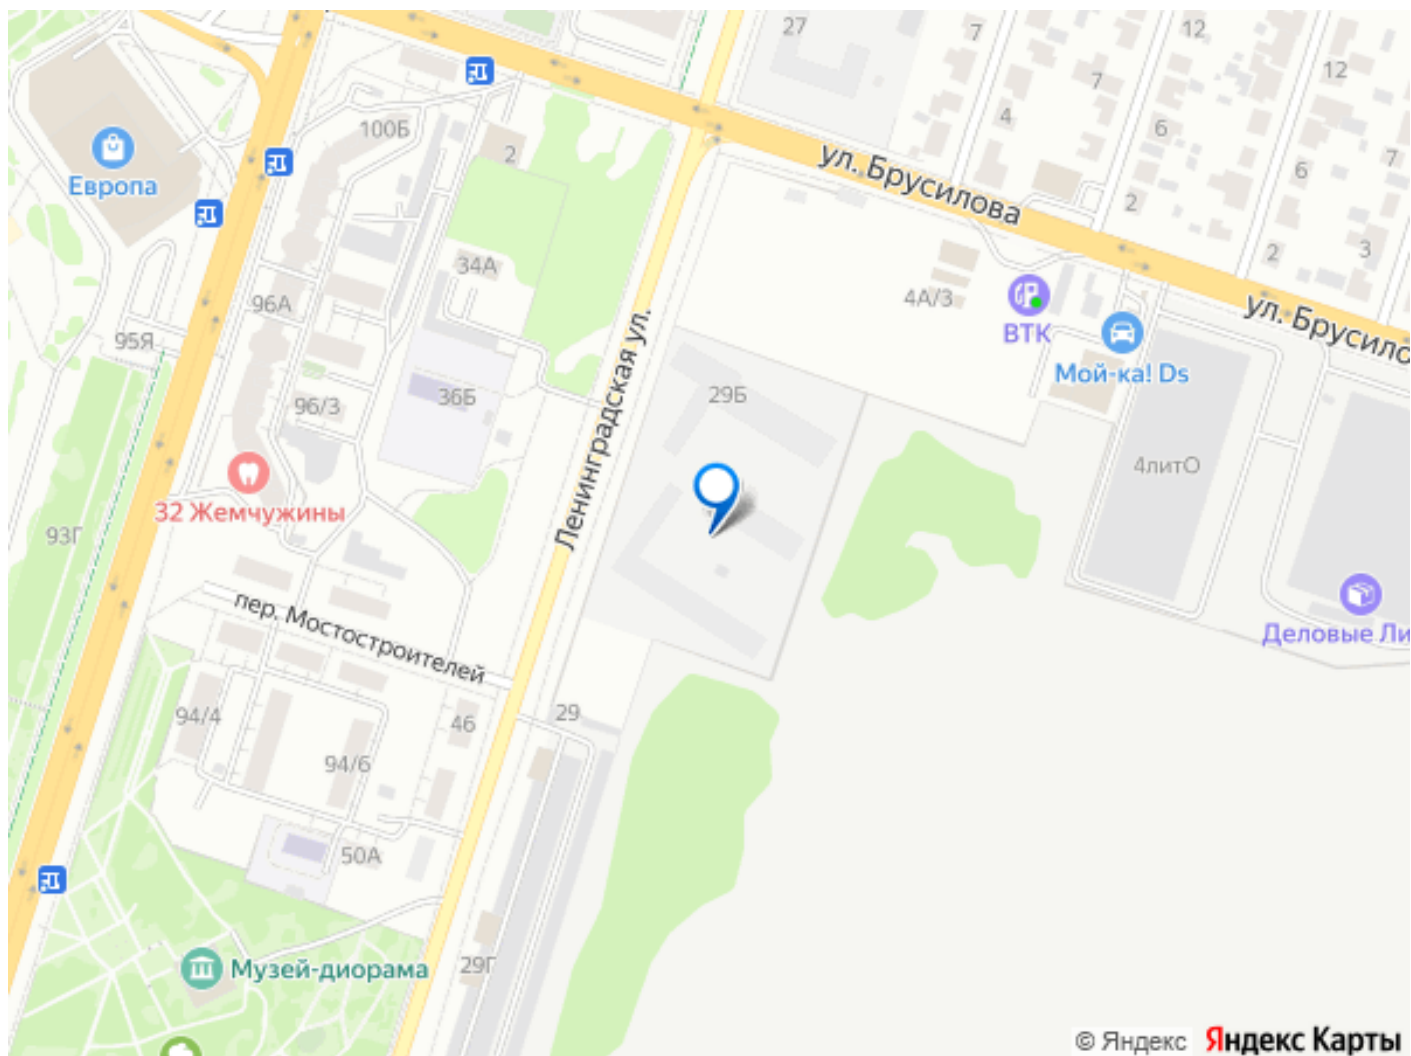 27
7
12
12
7
4
6
7
6
2
2
3
100Б
2
Европа
ул. Брусилова
34А
4А/3
ВТК
ул. Брусило
96А
95Я
Мой-ка! Ds
29Б
36Б
96/3
Ленинградская ул.
4литО
32 Жемчужины
93Г
пер. Мостостроителей
Деловые Ли
94/4
46
29
94/6
50А
29Г
Музей-диорама
© Яндекс Яндекс Карты